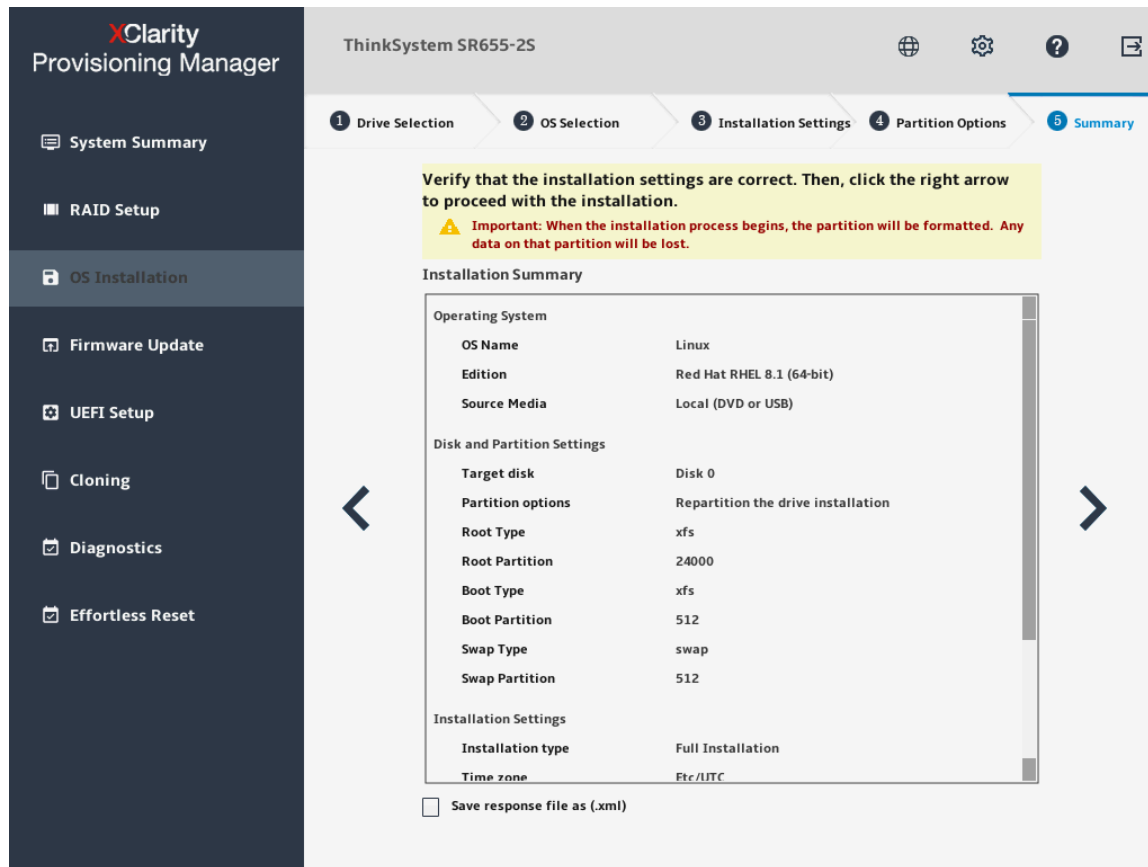 XClarity
Provisioning Manager
ThinkSystem SR655-2S
System Summary
RAID Setup
OS Installation
Firmware Update
UEFI Setup
Cloning
Diagnostics
Effortless Reset
1 Drive Selection
2 OS Selection
3 Installation Settings
4 Partition Options
5 Summary
Verify that the installation settings are correct. Then, click the right arrow
to proceed with the installation.
Important: When the installation process begins, the partition will be formatted. Any
data on that partition will be lost.
Installation Summary
Operating System
OS Name Linux
Edition Red Hat RHEL 8.1 (64-bit)
Source Media Local (DVD or USB)
Disk and Partition Settings
Target disk Disk 0
Partition options Repartition the drive installation
Root Type xfs
Root Partition 24000
Boot Type xfs
Boot Partition 512
Swap Type swap
Swap Partition 512
Installation Settings
Installation type Full Installation
Time zone Etc/UTC
Save response file as (.xml)